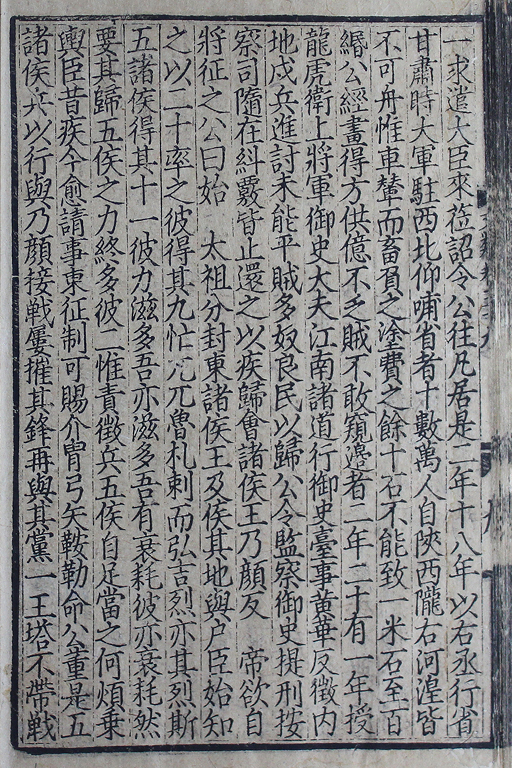 一求遣大臣來莅詔令公往凡居是二年十八年以右丞行省
甘肅時大軍駐西北仰哺省者十數萬人自陝西隴右河湟皆
不可舟惟車輦而畜負之塗費之餘十石不能致一米石至百
緡公經畫得方供億不乏賊不敢窺邊者二年二十有一年授
龍虎衛上將軍御史大夫江南諸道行御史臺事黃華反徵內
地戍兵進討未能平賊多奴良民以歸公令監察御史提刑按
察司隨在糾覈皆止還之以疾歸會諸侯王乃顏反　帝欲自
將征之公曰始　太祖分封東諸侯王及侯其地與户臣始知
之以二十率之彼得其九忙兀兀魯札剌而弘吉烈亦其烈斯
五諸侯得其十一彼力滋多吾亦滋多吾有衰耗彼亦衰耗然
要其歸五侯之力終多彼二惟責徵兵五侯自足當之何煩乗
輿臣昔疾今愈請事東征制可賜介冑弓矢鞍勒命公董是五
諸侯兵以行與乃顏接戰屢摧其鋒再與其黨一王塔不帶戰